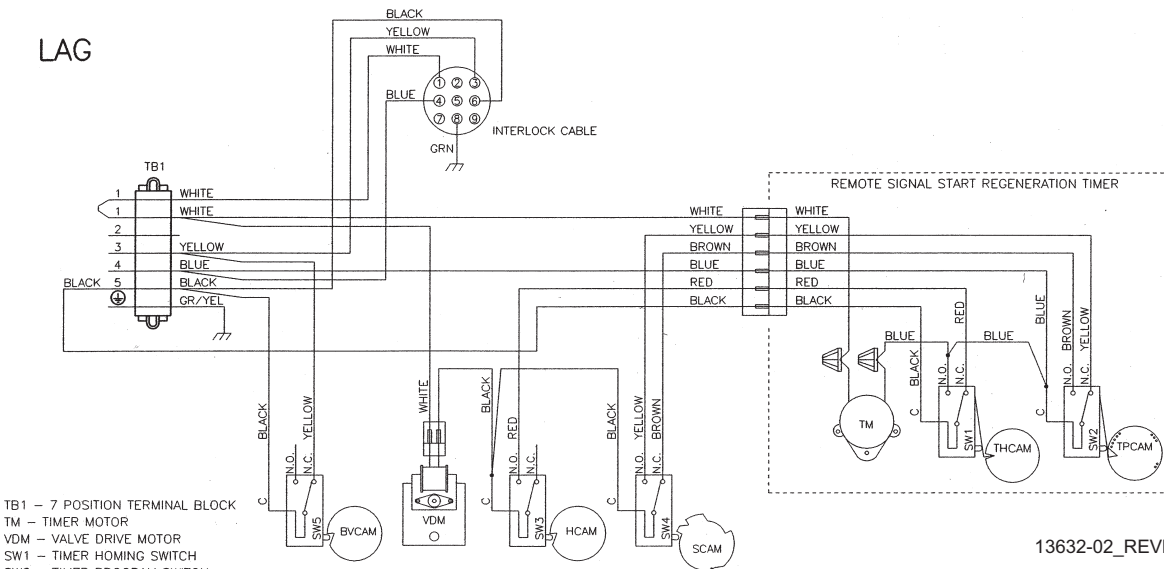 LAG
BLACK
YELLOW
WHITE
BLUE
1 2 3
4 5 6
7 8 9
INTERLOCK CABLE
GRN
TB1
1 WHITE
1 WHITE
2
3 YELLOW
4 BLUE
BLACK 5 BLACK
GR/YEL
REMOTE SIGNAL START REGENERATION TIMER
WHITE WHITE
YELLOW YELLOW
BROWN BROWN
BLUE BLUE
RED RED
BLACK BLACK
BLUE BLUE
BLACK
N.O.
RED
N.C.
C
SW1
THCAM
TM
BLUE
C
BROWN
N.O.
YELLOW
N.C.
SW2
TPCAM
BLACK
C
N.O.
YELLOW
N.C.
SW5
BVCAM
WHITE
VDM
BLACK
C
RED
N.O.
N.C.
SW3
HCAM
BLACK
C
YELLOW
N.O.
BROWN
N.C.
SW4
SCAM
TB1 – 7 POSITION TERMINAL BLOCK
TM – TIMER MOTOR
VDM – VALVE DRIVE MOTOR
SW1 – TIMER HOMING SWITCH
13632-02_REV